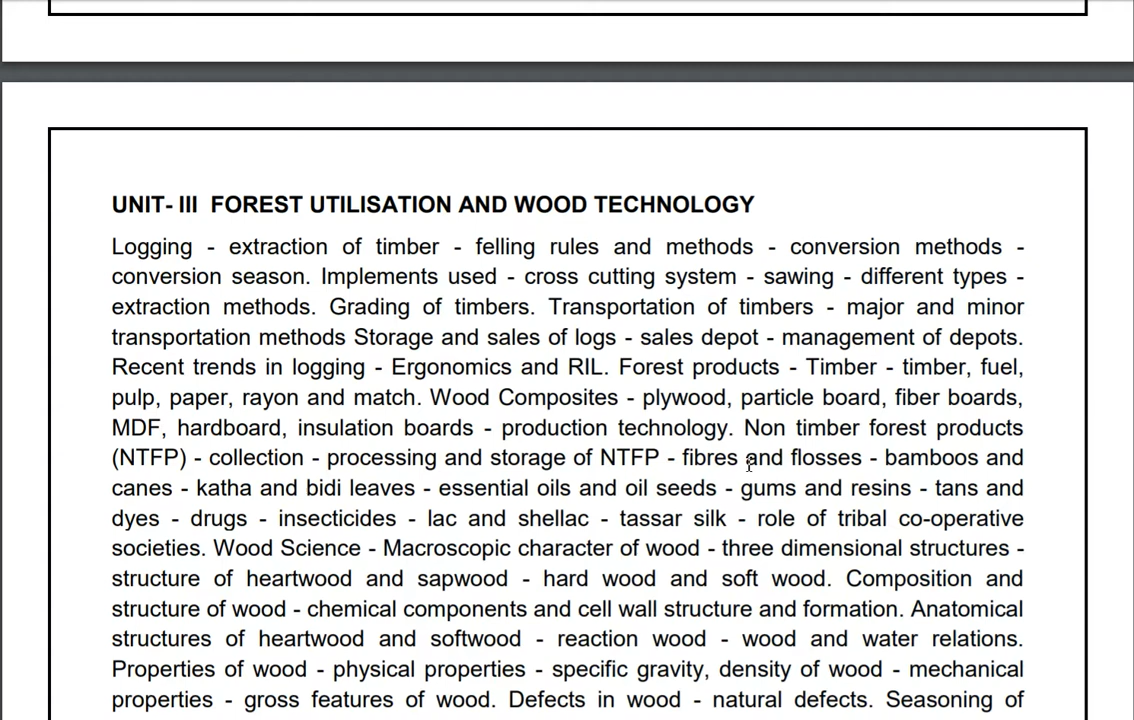 UNIT- III FOREST UTILISATION AND WOOD TECHNOLOGY
Logging - extraction of timber - felling rules and methods - conversion methods -
conversion season. Implements used - cross cutting system - sawing - different types -
extraction methods. Grading of timbers. Transportation of timbers - major and minor
transportation methods Storage and sales of logs - sales depot - management of depots.
Recent trends in logging - Ergonomics and RIL. Forest products - Timber - timber, fuel,
pulp, paper, rayon and match. Wood Composites - plywood, particle board, fiber boards,
MDF, hardboard, insulation boards - production technology. Non timber forest products
(NTFP) - collection - processing and storage of NTFP - fibres and flosses - bamboos and
canes - katha and bidi leaves - essential oils and oil seeds - gums and resins - tans and
dyes - drugs - insecticides - lac and shellac - tassar silk - role of tribal co-operative
societies. Wood Science - Macroscopic character of wood - three dimensional structures -
structure of heartwood and sapwood - hard wood and soft wood. Composition and
structure of wood - chemical components and cell wall structure and formation. Anatomical
structures of heartwood and softwood - reaction wood - wood and water relations.
Properties of wood - physical properties - specific gravity, density of wood - mechanical
properties - gross features of wood. Defects in wood - natural defects. Seasoning of